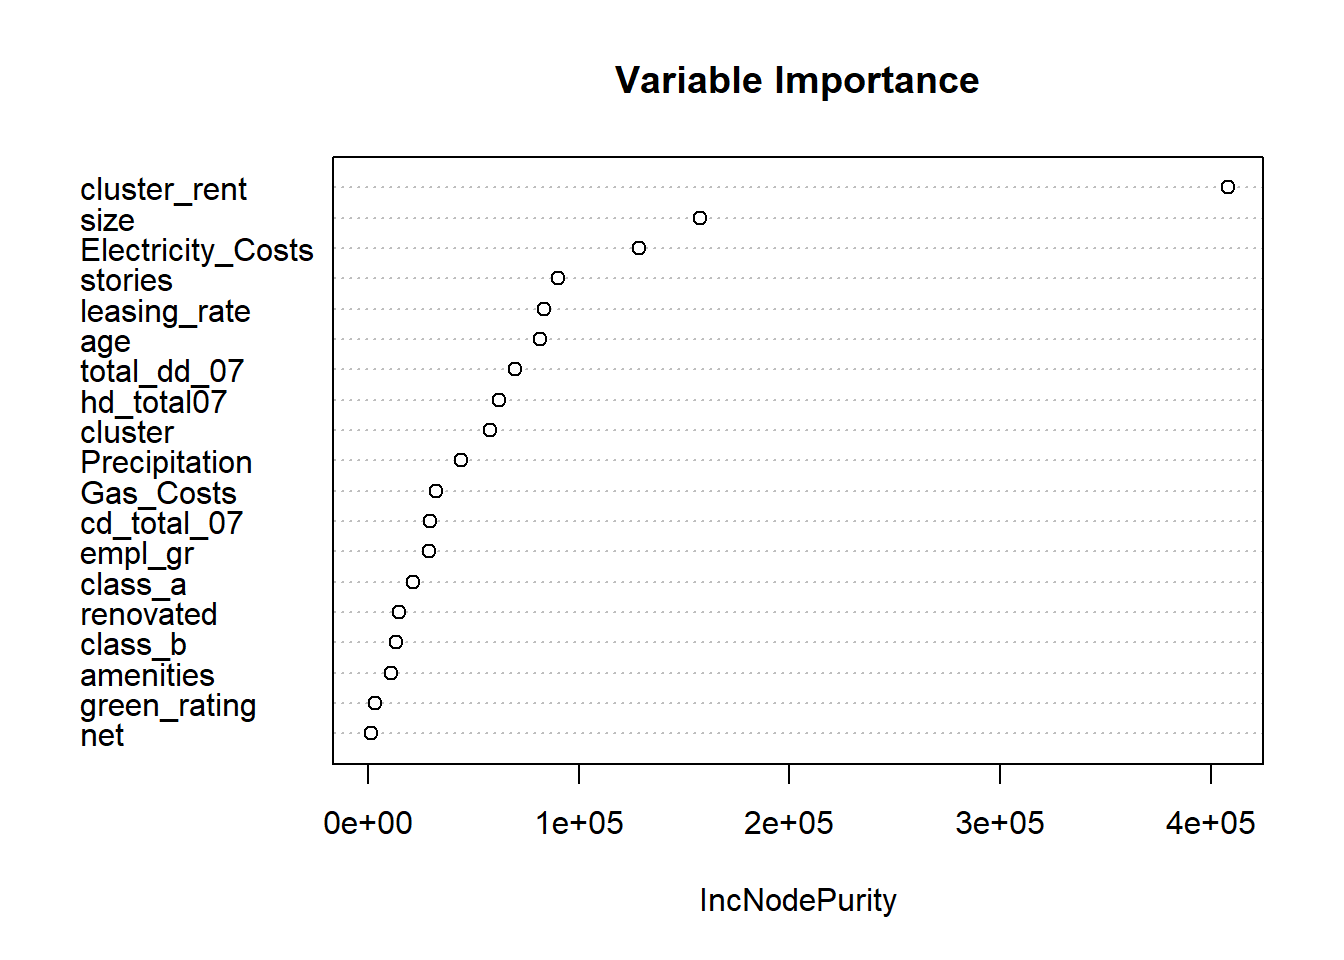 Variable Importance
cluster_rent
size
Electricity_Costs
stories
leasing_rate
age
total_dd_07
hd_total07
cluster
Precipitation
Gas_Costs
cd_total_07
empl_gr
class_a
renovated
class_b
amenities
green_rating
net
0e+00 1e+05 2e+05 3e+05 4e+05
IncNodePurity